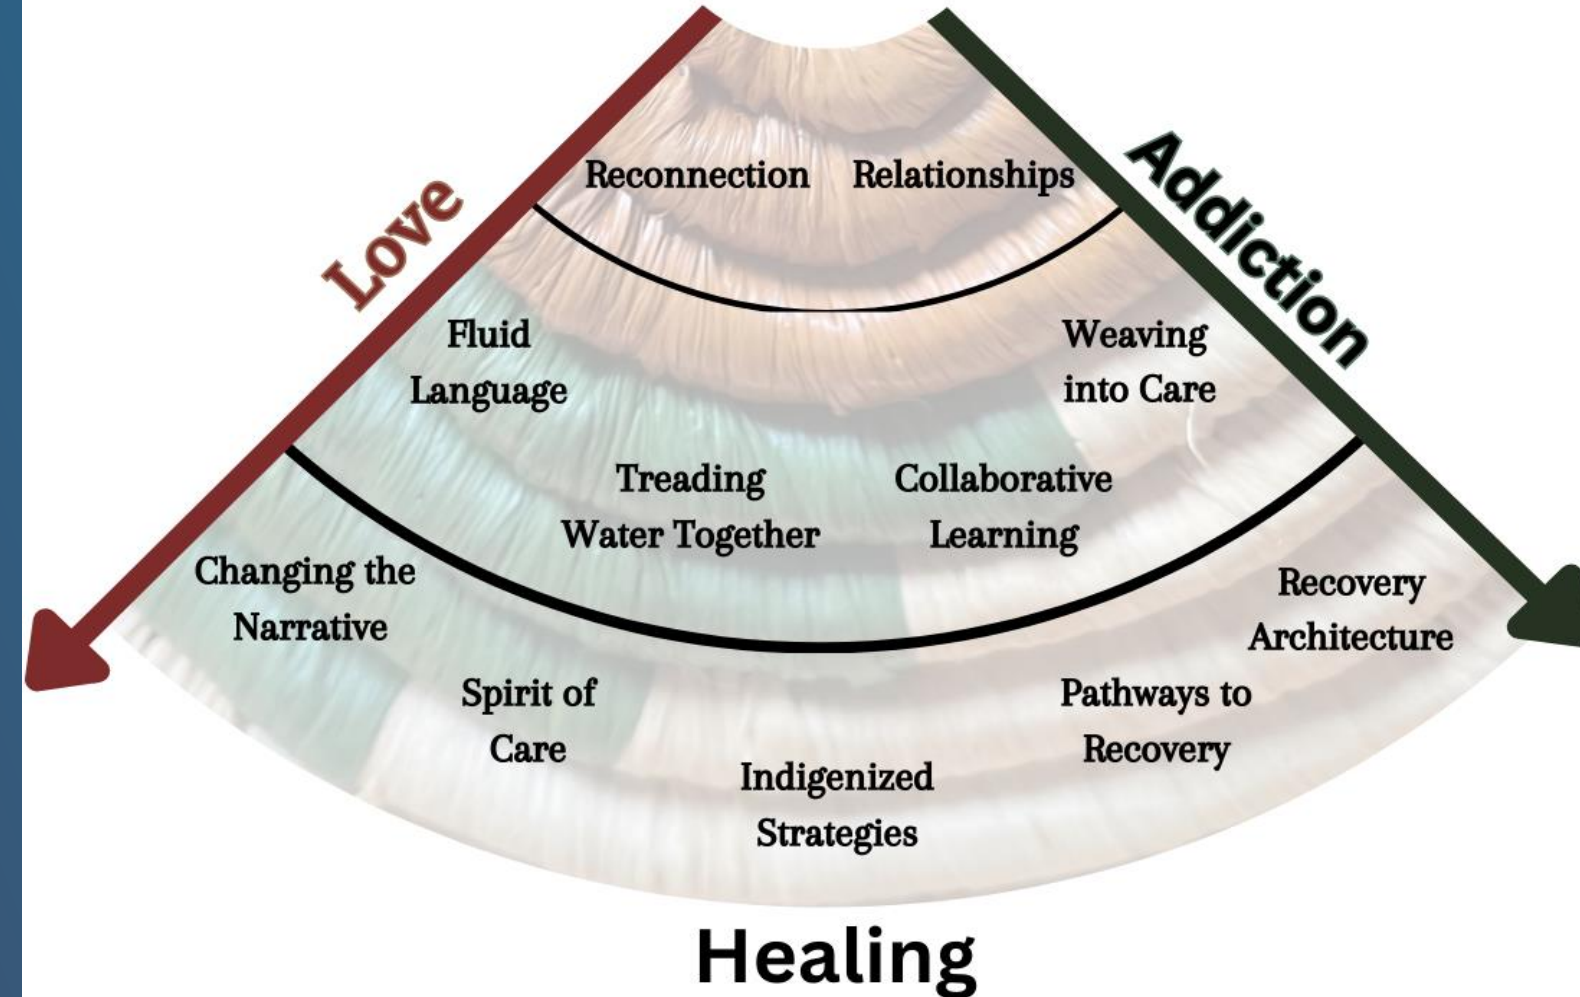 Love
Addiction
Reconnection Relationships
Fluid
Language
Weaving
into Care
Treading
Water Together
Collaborative
Learning
Changing the
Narrative
Recovery
Architecture
Spirit of
Care
Pathways to
Recovery
Indigenized
Strategies
Healing